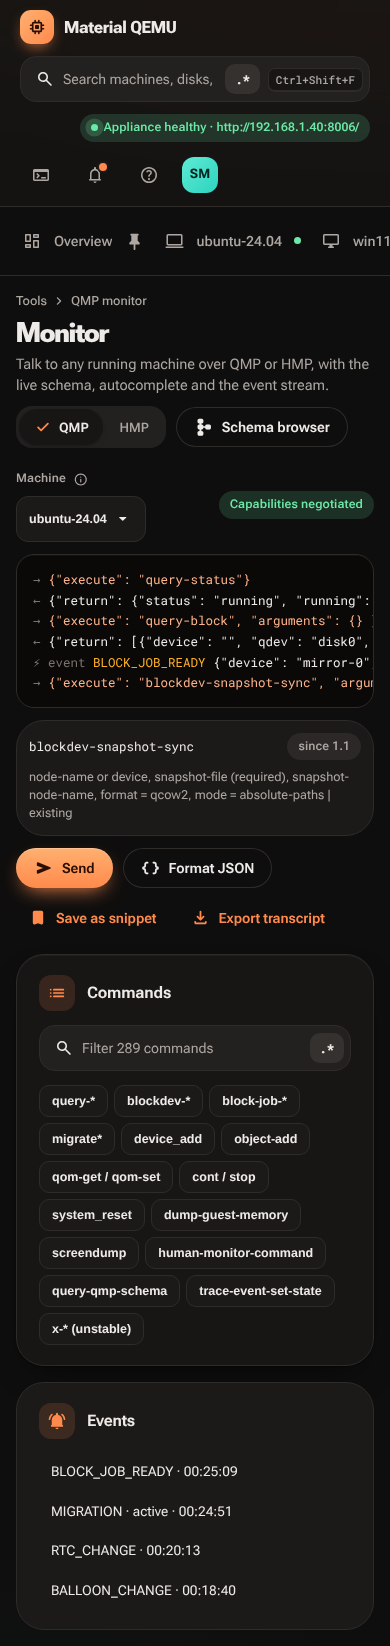 Material QEMU
Search machines, disks, .* Ctrl+Shift+F
Appliance healthy · http://192.168.1.40:8006/
SM
Overview ubuntu-24.04 win11
Tools > QMP monitor
Monitor
Talk to any running machine over QMP or HMP, with the
live schema, autocomplete and the event stream.
QMP HMP Schema browser
Machine
ubuntu-24.04 Capabilities negotiated
→ {"execute": "query-status"}
← {"return": {"status": "running", "running":
→ {"execute": "query-block", "arguments": {} }
← {"return": [{"device": "", "qdev": "disk0",
⚡ event BLOCK_JOB_READY {"device": "mirror-0"
→ {"execute": "blockdev-snapshot-sync", "argum
blockdev-snapshot-sync since 1.1
node-name or device, snapshot-file (required), snapshot-
node-name, format = qcow2, mode = absolute-paths |
existing
Send Format JSON
Save as snippet Export transcript
Commands
Filter 289 commands .*
query-* blockdev-* block-job-*
migrate* device_add object-add
qom-get / qom-set cont / stop
system_reset dump-guest-memory
screendump human-monitor-command
query-qmp-schema trace-event-set-state
x-* (unstable)
Events
BLOCK_JOB_READY · 00:25:09
MIGRATION · active · 00:24:51
RTC_CHANGE · 00:20:13
BALLOON_CHANGE · 00:18:40